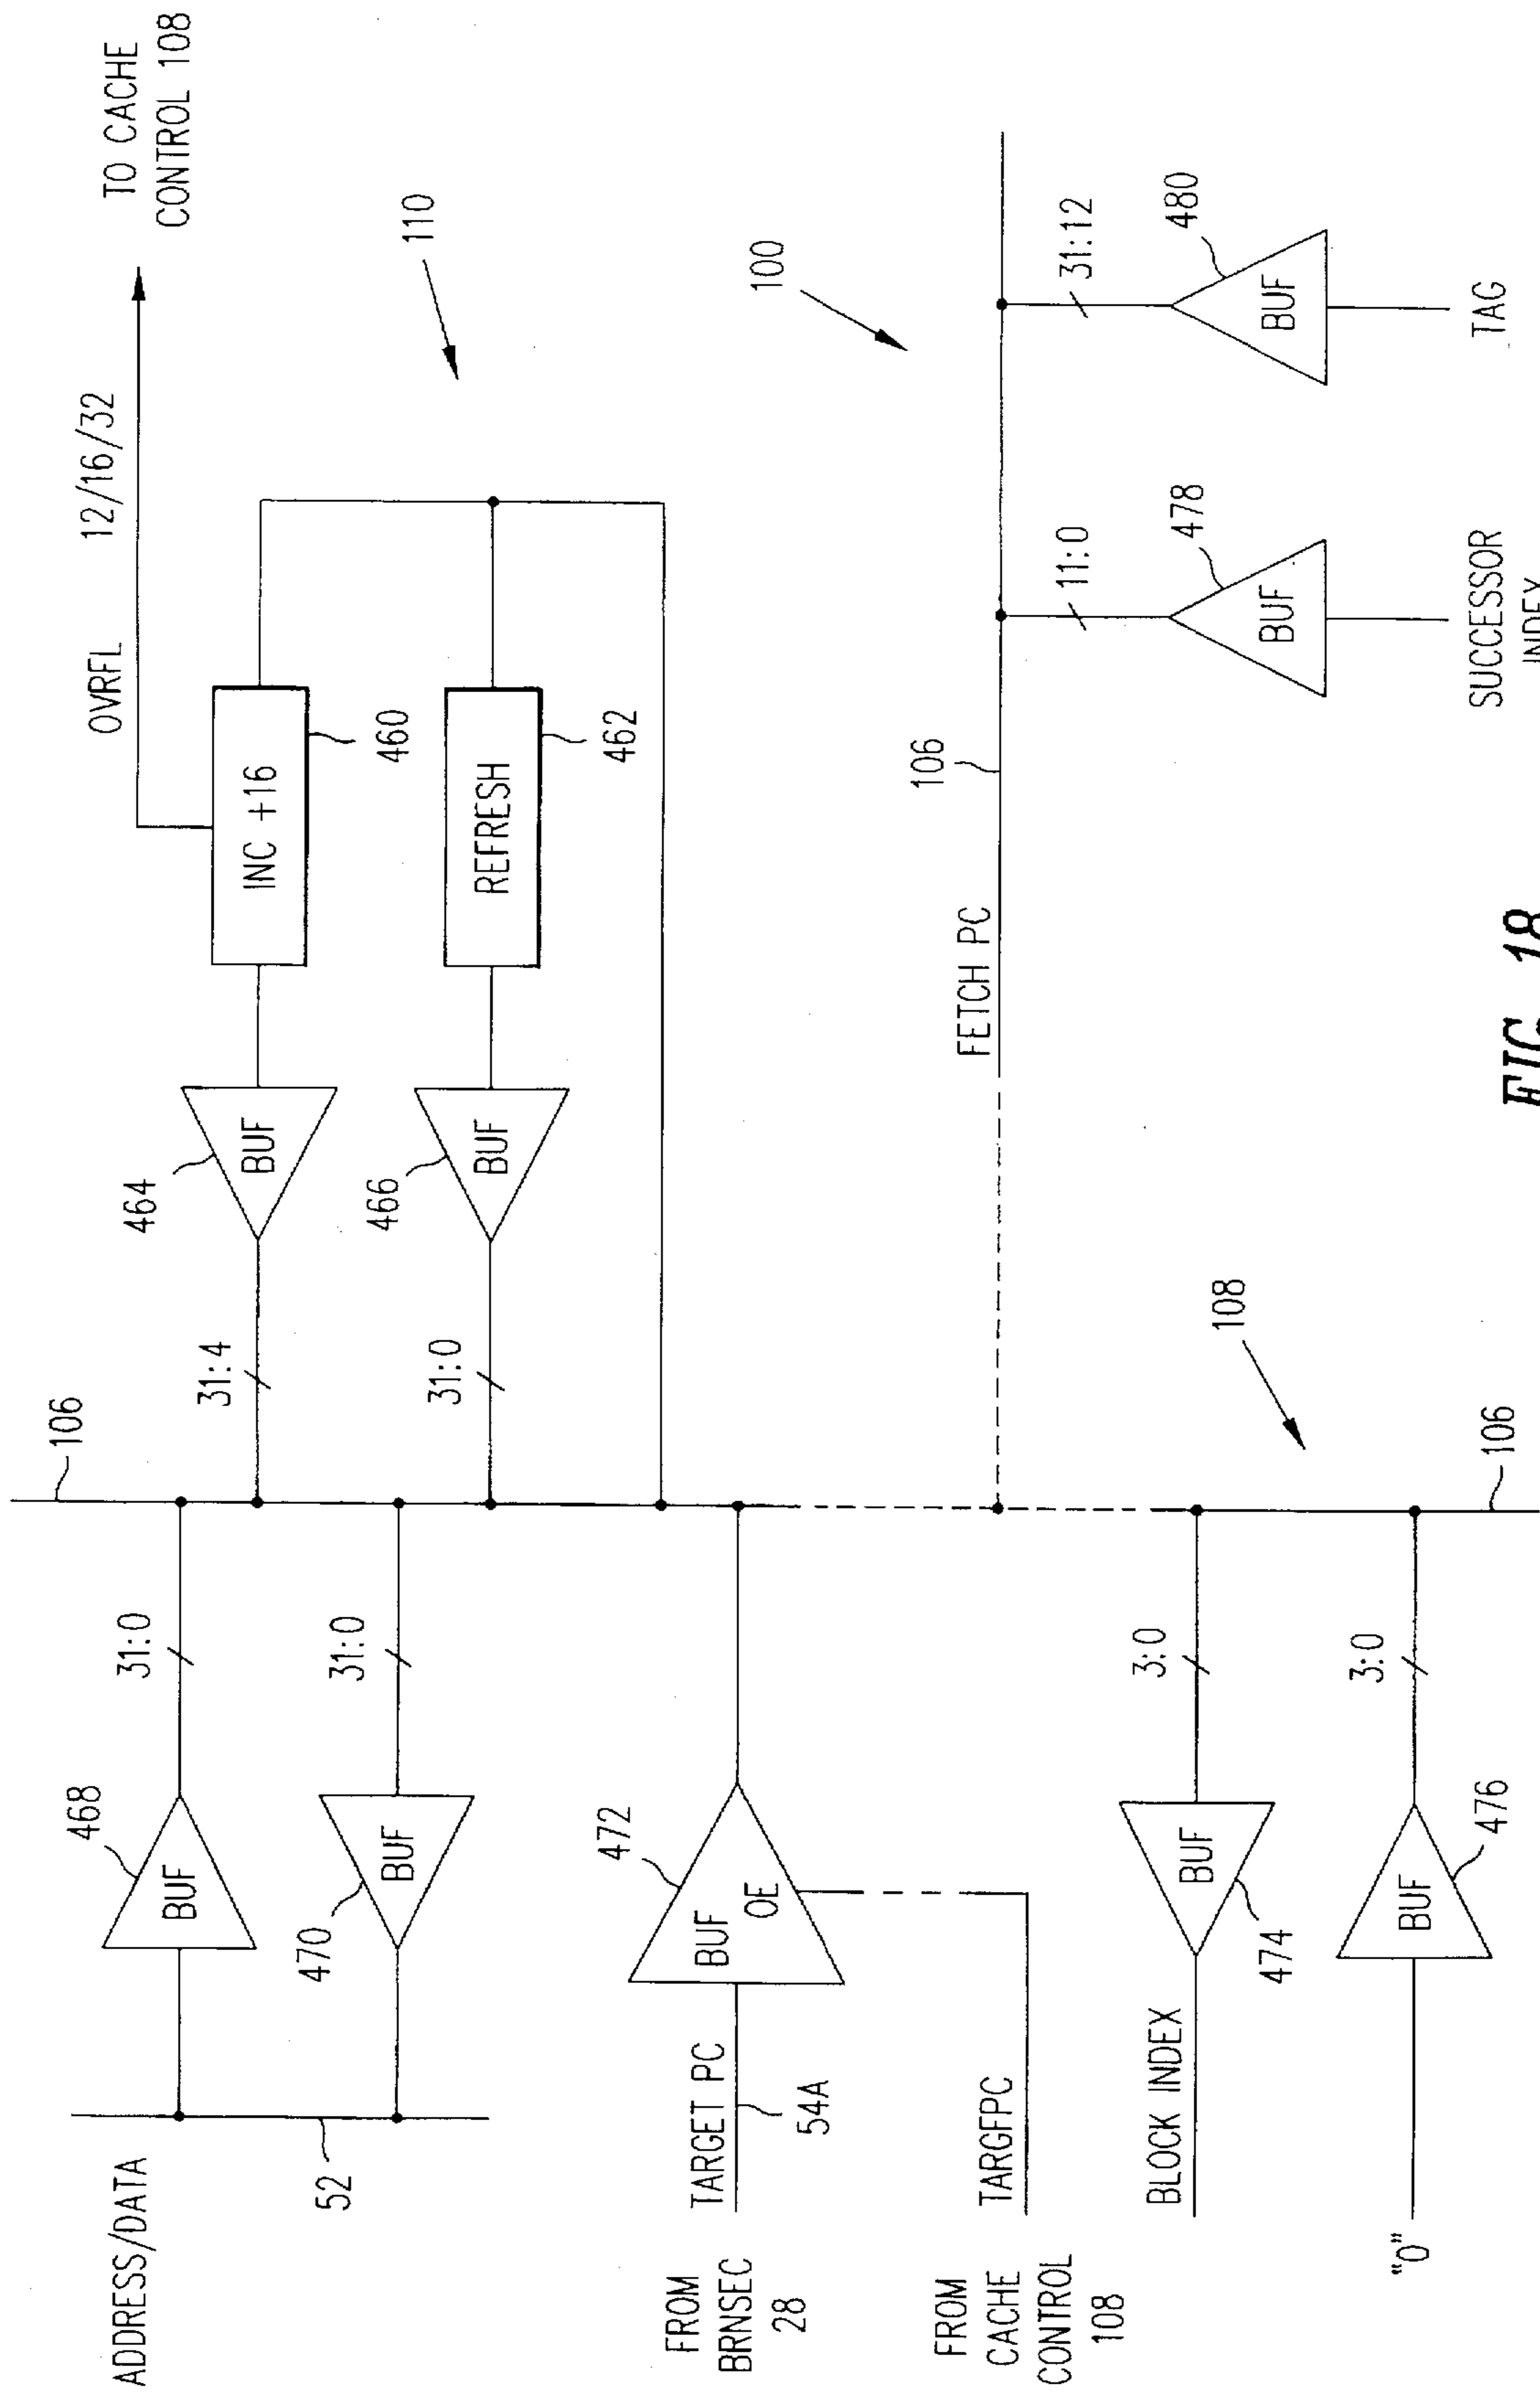 TO CACHE
CONTROL 108
OVRFL
12/16/32
110
INC +16
460
REFRESH
462
BUF
464
BUF
466
31:4
31:0
106
ADDRESS/DATA
52
BUF
468
31:0
BUF
470
31:0
FROM
BRNSEC
28
TARGET PC
54A
BUF
OE
472
FROM
CACHE
CONTROL
108
TARGFPC
100
FETCH PC
106
11:0
BUF
478
SUCCESSOR
INDEX
31:12
BUF
480
TAG
BLOCK INDEX
BUF
474
3:0
108
"0"
BUF
476
3:0
106
FIG. 18